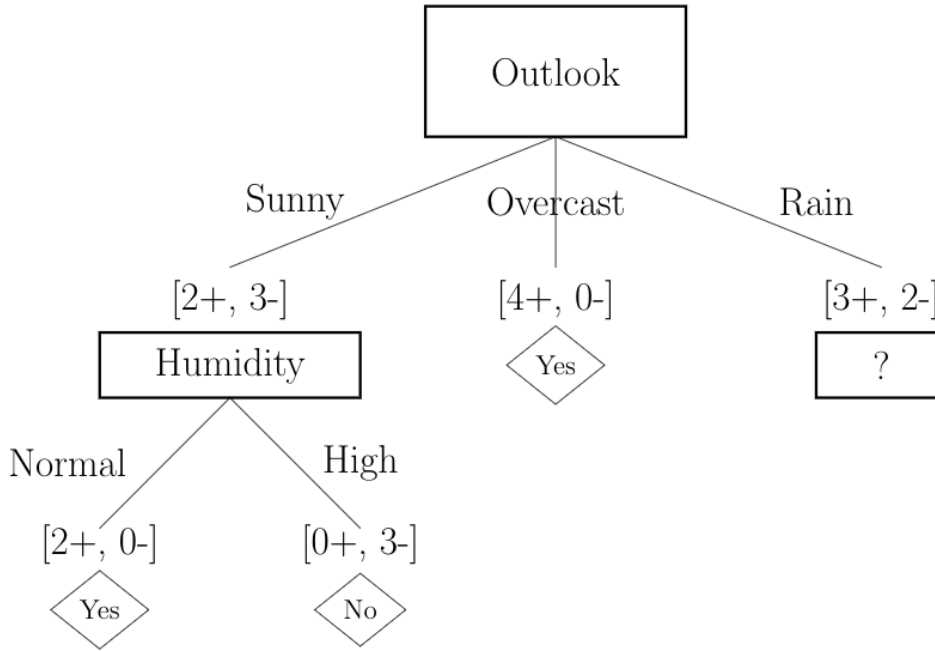 Outlook
Sunny Overcast Rain
[2+, 3-] [4+, 0-] [3+, 2-]
Humidity Yes ?
Normal High
[2+, 0-] [0+, 3-]
Yes No